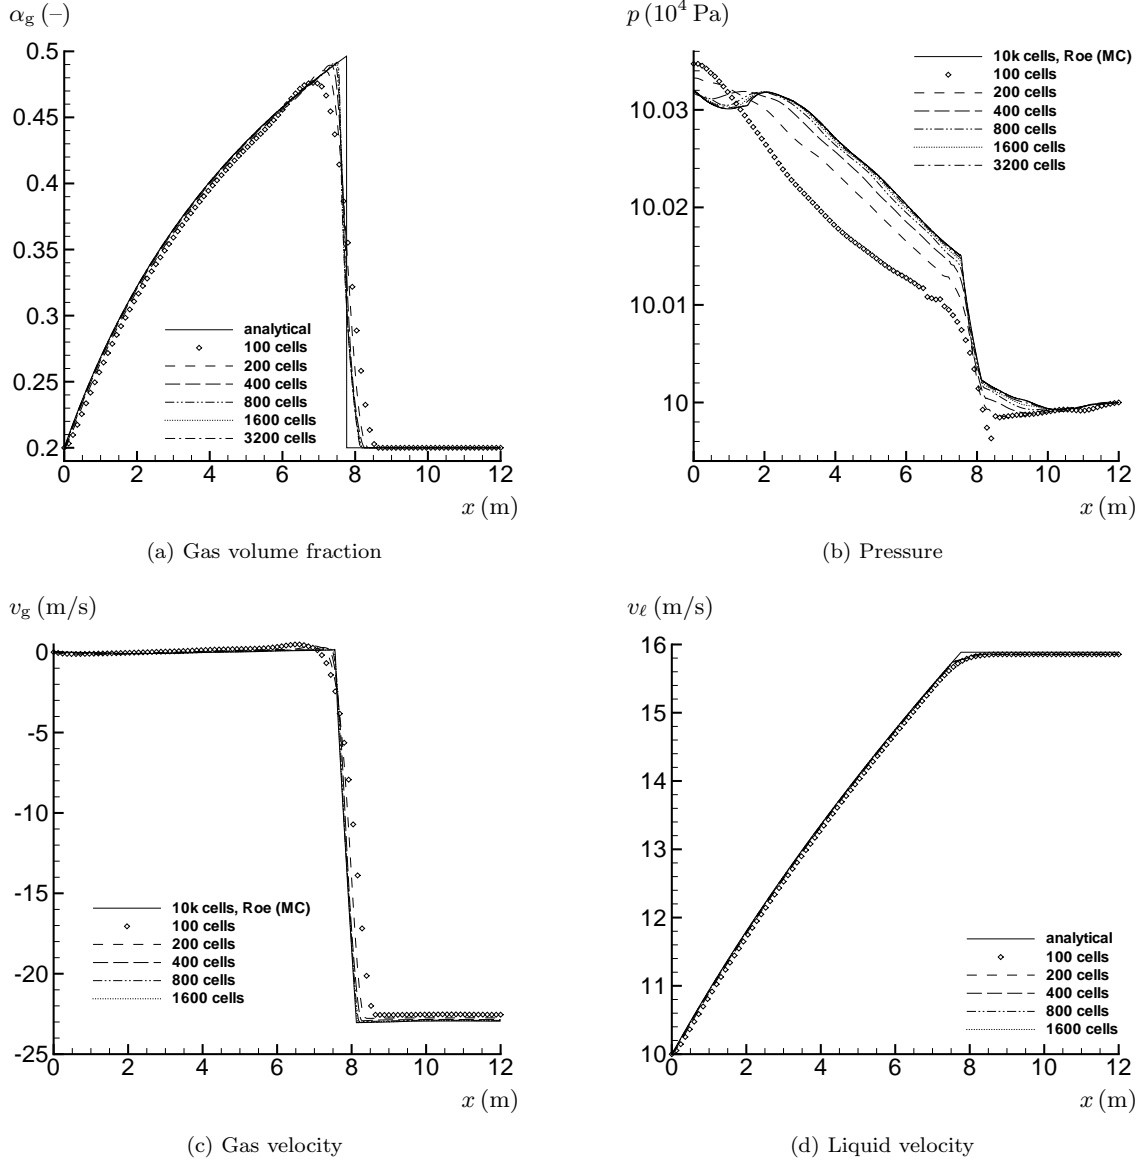 αg (–)
0.5
0.45
0.4
0.35
0.3
0.25
0.2
analytical
100 cells
200 cells
400 cells
800 cells
1600 cells
3200 cells
0 2 4 6 8 10 12
x (m)
(a) Gas volume fraction
p (10⁴ Pa)
10.03
10.02
10.01
10
10k cells, Roe (MC)
100 cells
200 cells
400 cells
800 cells
1600 cells
3200 cells
0 2 4 6 8 10 12
x (m)
(b) Pressure
vg (m/s)
0
-5
-10
-15
-20
-25
10k cells, Roe (MC)
100 cells
200 cells
400 cells
800 cells
1600 cells
0 2 4 6 8 10 12
x (m)
(c) Gas velocity
vℓ (m/s)
16
15
14
13
12
11
10
analytical
100 cells
200 cells
400 cells
800 cells
1600 cells
0 2 4 6 8 10 12
x (m)
(d) Liquid velocity